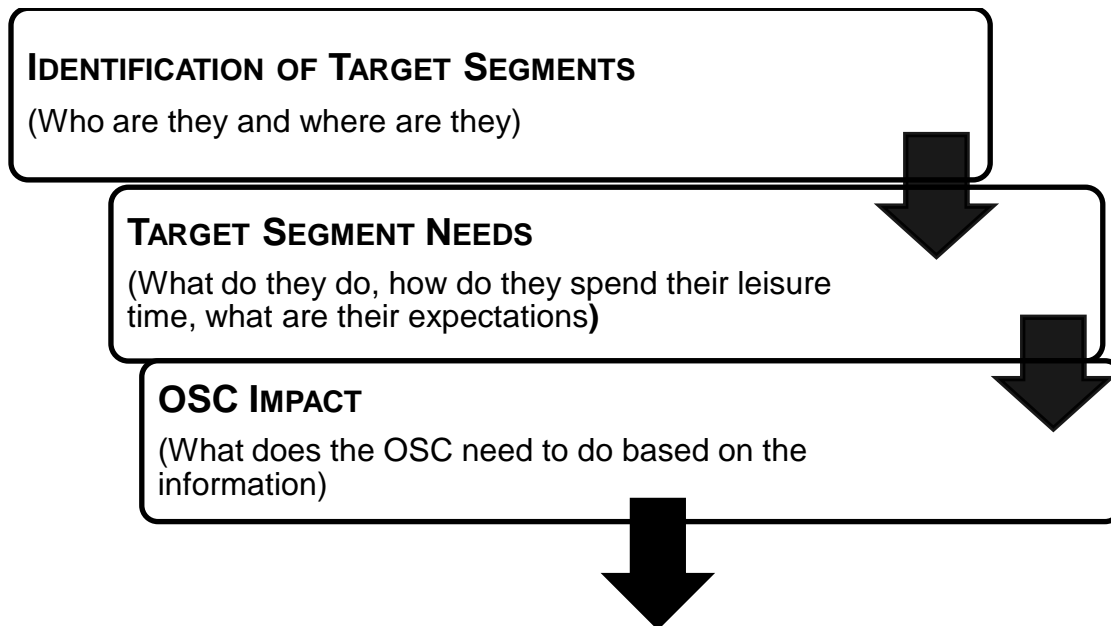 IDENTIFICATION OF TARGET SEGMENTS
(Who are they and where are they)
TARGET SEGMENT NEEDS
(What do they do, how do they spend their leisure
time, what are their expectations)
OSC IMPACT
(What does the OSC need to do based on the
information)